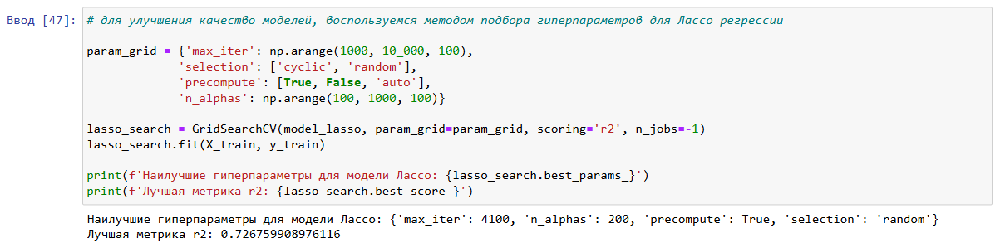 Ввод [47]: # для улучшения качество моделей, воспользуемся методом подбора гиперпараметров для Лассо регрессии
param_grid = {'max_iter': np.arange(1000, 10_000, 100),
'selection': ['cyclic', 'random'],
'precompute': [True, False, 'auto'],
'n_alphas': np.arange(100, 1000, 100)}
lasso_search = GridSearchCV(model_lasso, param_grid=param_grid, scoring='r2', n_jobs=-1)
lasso_search.fit(X_train, y_train)
print(f'Наилучшие гиперпараметры для модели Лассо: {lasso_search.best_params_}')
print(f'Лучшая метрика r2: {lasso_search.best_score_}')
Наилучшие гиперпараметры для модели Лассо: {'max_iter': 4100, 'n_alphas': 200, 'precompute': True, 'selection': 'random'}
Лучшая метрика r2: 0.726759908976116